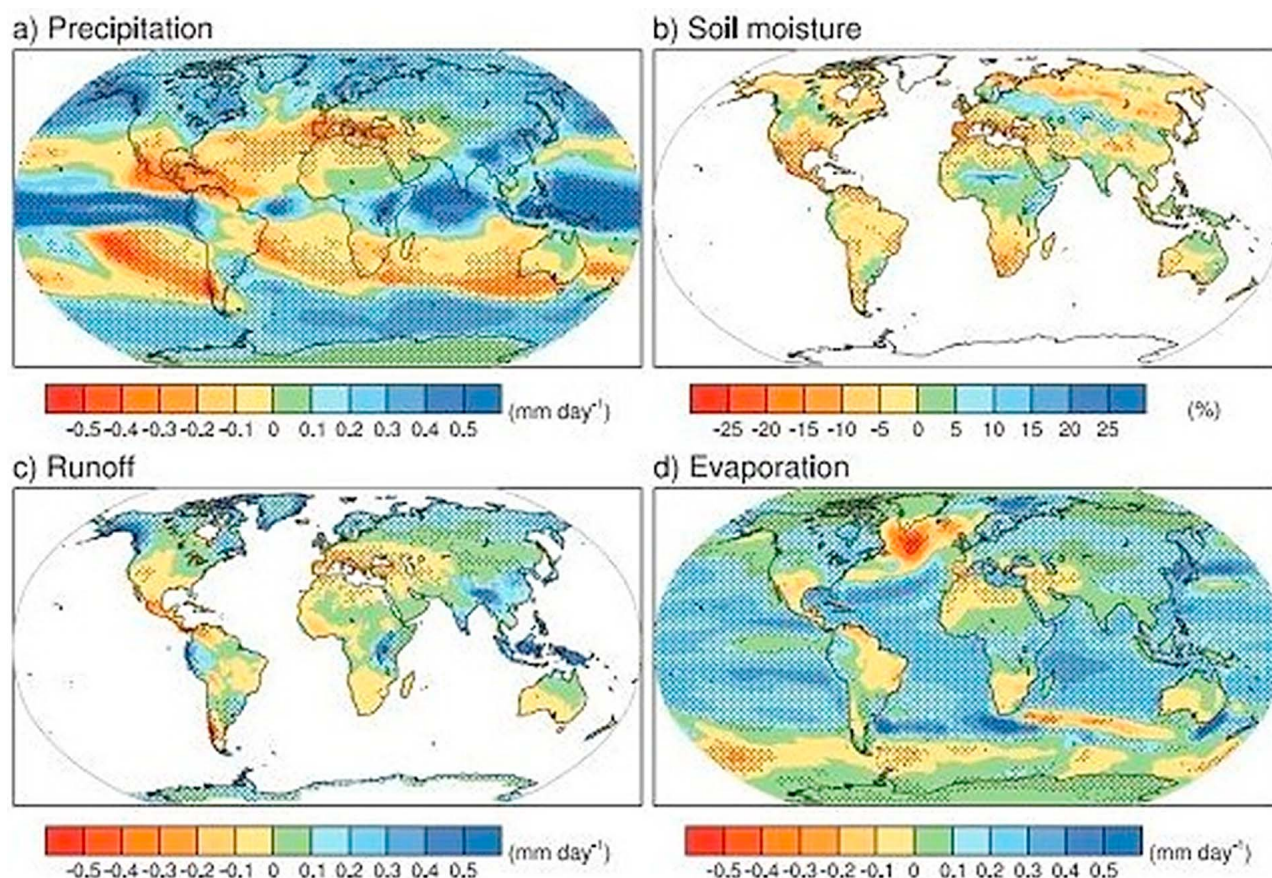 a) Precipitation
b) Soil moisture
-0.5 -0.4 -0.3 -0.2 -0.1 0 0.1 0.2 0.3 0.4 0.5 (mm day⁻¹)
-25 -20 -15 -10 -5 0 5 10 15 20 25 (%)
c) Runoff
d) Evaporation
-0.5 -0.4 -0.3 -0.2 -0.1 0 0.1 0.2 0.3 0.4 0.5 (mm day⁻¹)
-0.5 -0.4 -0.3 -0.2 -0.1 0 0.1 0.2 0.3 0.4 0.5 (mm day⁻¹)